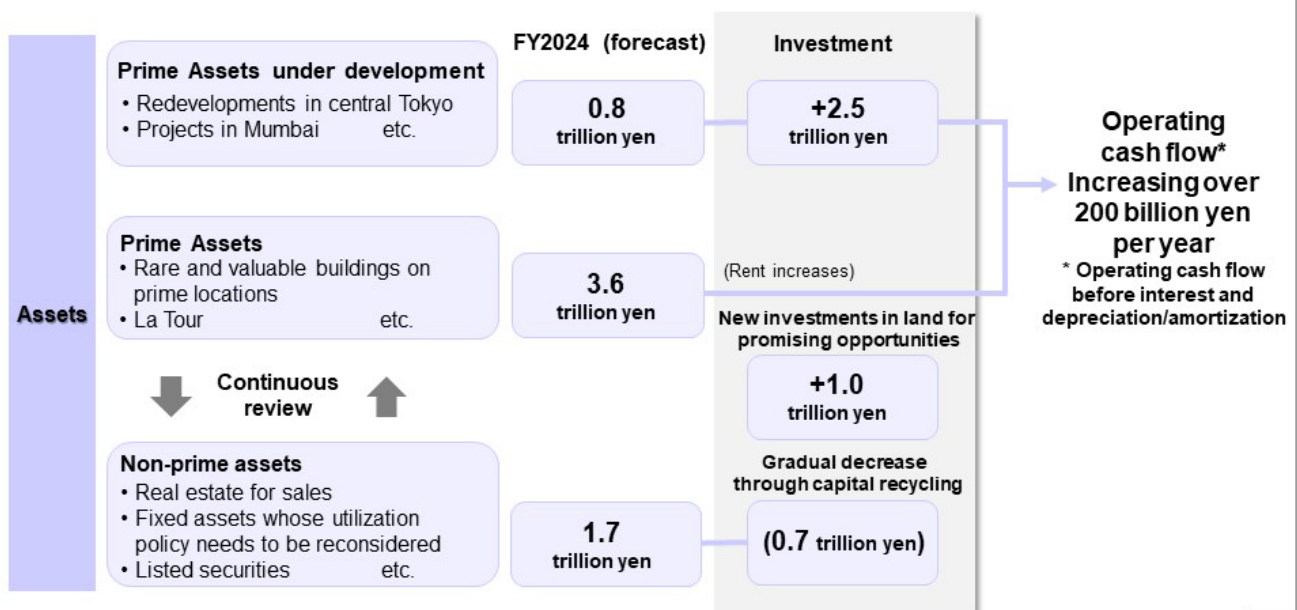 FY2024 (forecast)
Investment
Assets
Prime Assets under development
• Redevelopments in central Tokyo
• Projects in Mumbai etc.
0.8
trillion yen
+2.5
trillion yen
Prime Assets
• Rare and valuable buildings on
prime locations
• La Tour etc.
3.6
trillion yen
(Rent increases)
New investments in land for
promising opportunities
+1.0
trillion yen
Continuous
review
Non-prime assets
• Real estate for sales
• Fixed assets whose utilization
policy needs to be reconsidered
• Listed securities etc.
1.7
trillion yen
Gradual decrease
through capital recycling
(0.7 trillion yen)
Operating
cash flow*
Increasing over
200 billion yen
per year
* Operating cash flow
before interest and
depreciation/amortization